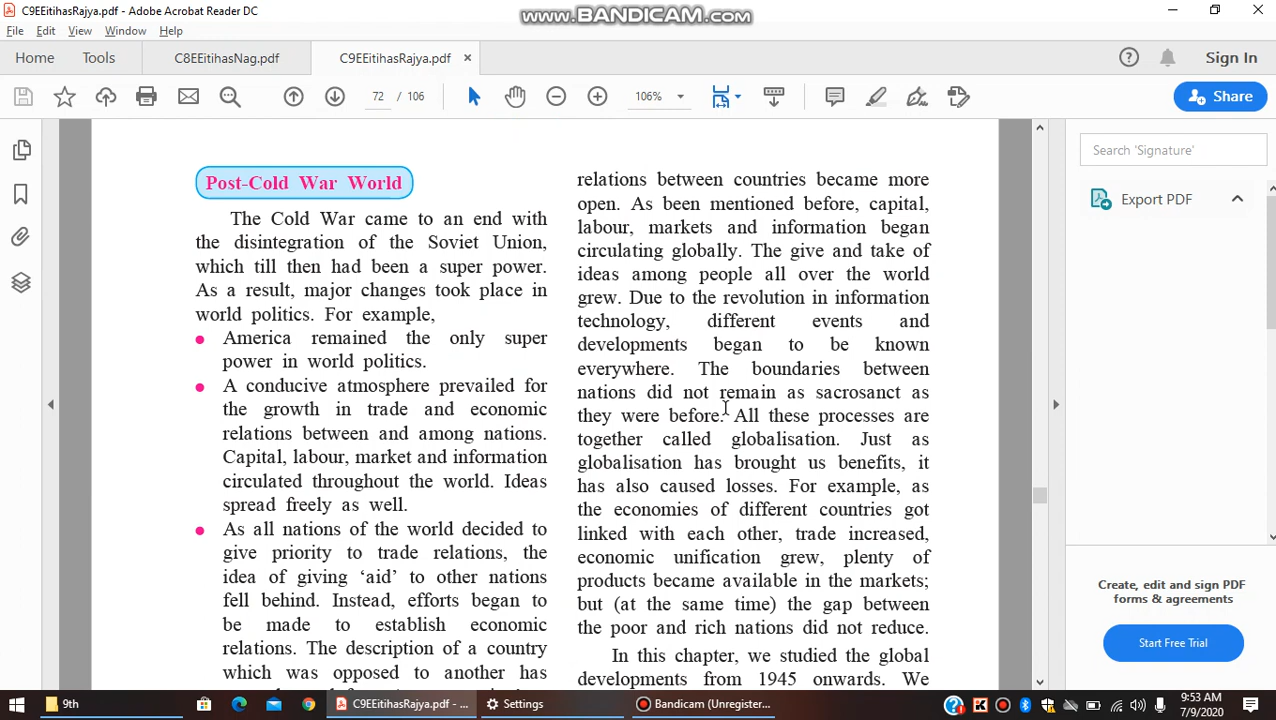 C9EEitihasRajya.pdf - Adobe Acrobat Reader DC
www.BANDICAM.com
File Edit View Window Help
Home Tools C8EEitihasNag.pdf C9EEitihasRajya.pdf × Sign In
72 / 106 106% Share
Post-Cold War World
The Cold War came to an end with
the disintegration of the Soviet Union,
which till then had been a super power.
As a result, major changes took place in
world politics. For example,
America remained the only super
power in world politics.
A conducive atmosphere prevailed for
the growth in trade and economic
relations between and among nations.
Capital, labour, market and information
circulated throughout the world. Ideas
spread freely as well.
As all nations of the world decided to
give priority to trade relations, the
idea of giving ‘aid’ to other nations
fell behind. Instead, efforts began to
be made to establish economic
relations. The description of a country
which was opposed to another has
relations between countries became more
open. As been mentioned before, capital,
labour, markets and information began
circulating globally. The give and take of
ideas among people all over the world
grew. Due to the revolution in information
technology, different events and
developments began to be known
everywhere. The boundaries between
nations did not remain as sacrosanct as
they were before. All these processes are
together called globalisation. Just as
globalisation has brought us benefits, it
has also caused losses. For example, as
the economies of different countries got
linked with each other, trade increased,
economic unification grew, plenty of
products became available in the markets;
but (at the same time) the gap between
the poor and rich nations did not reduce.
In this chapter, we studied the global
developments from 1945 onwards. We
Search 'Signature'
Export PDF
Create, edit and sign PDF
forms & agreements
Start Free Trial
9th
C9EEitihasRajya.pdf - ...
Settings
Bandicam (Unregister...
9:53 AM
7/9/2020